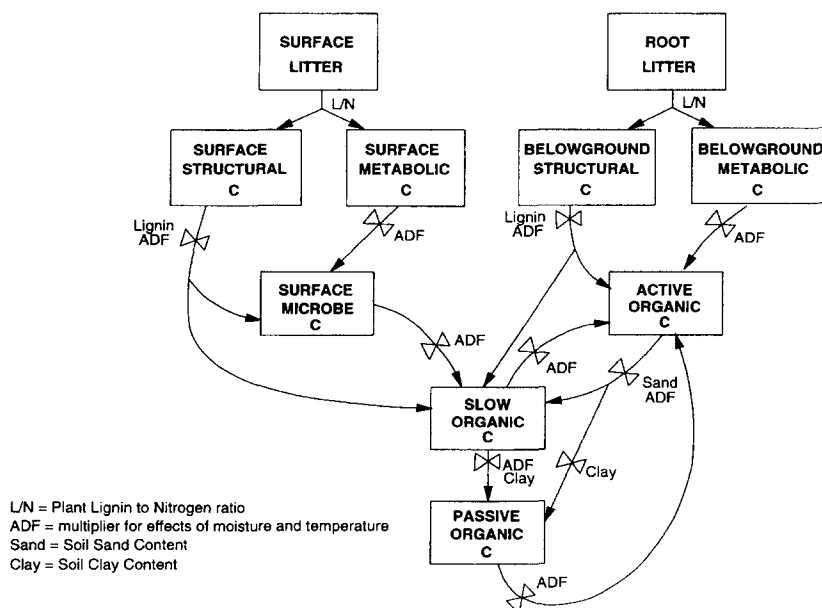 SURFACE
LITTER
ROOT
LITTER
L/N
L/N
SURFACE
STRUCTURAL
C
SURFACE
METABOLIC
C
BELOWGROUND
STRUCTURAL
C
BELOWGROUND
METABOLIC
C
Lignin
ADF
ADF
Lignin
ADF
ADF
SURFACE
MICROBE
C
ACTIVE
ORGANIC
C
ADF
ADF
Sand
ADF
SLOW
ORGANIC
C
ADF
Clay
Clay
PASSIVE
ORGANIC
C
ADF
L/N = Plant Lignin to Nitrogen ratio
ADF = multiplier for effects of moisture and temperature
Sand = Soil Sand Content
Clay = Soil Clay Content